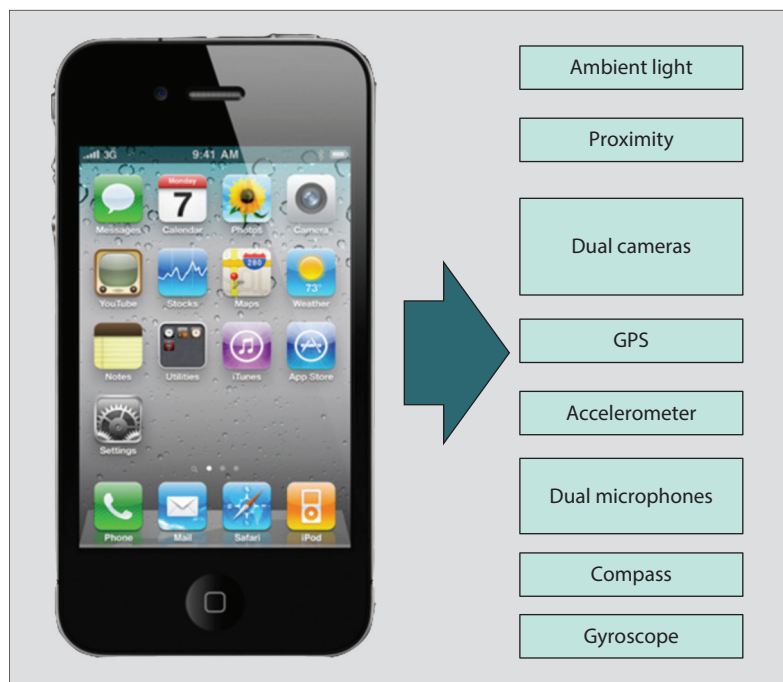 3G 9:41 AM
Messages
Monday
7
Calendar
Photos
Camera
YouTube
Stocks
280
Maps
73°
Weather
Notes
Utilities
iTunes
App Store
Settings
Phone
Mail
Safari
iPod
Ambient light
Proximity
Dual cameras
GPS
Accelerometer
Dual microphones
Compass
Gyroscope